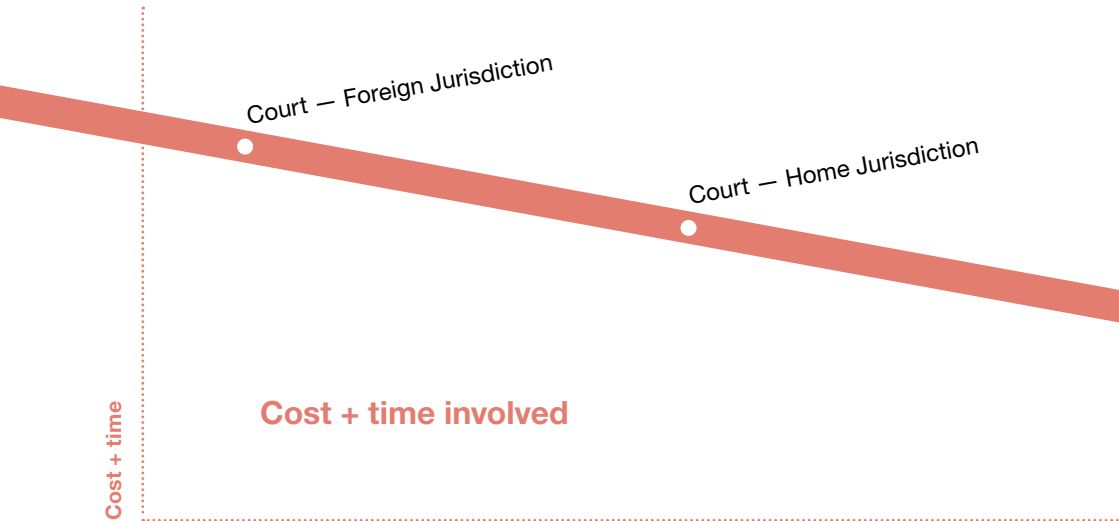 Court — Foreign Jurisdiction
Court — Home Jurisdiction
Cost + time involved
Cost + time